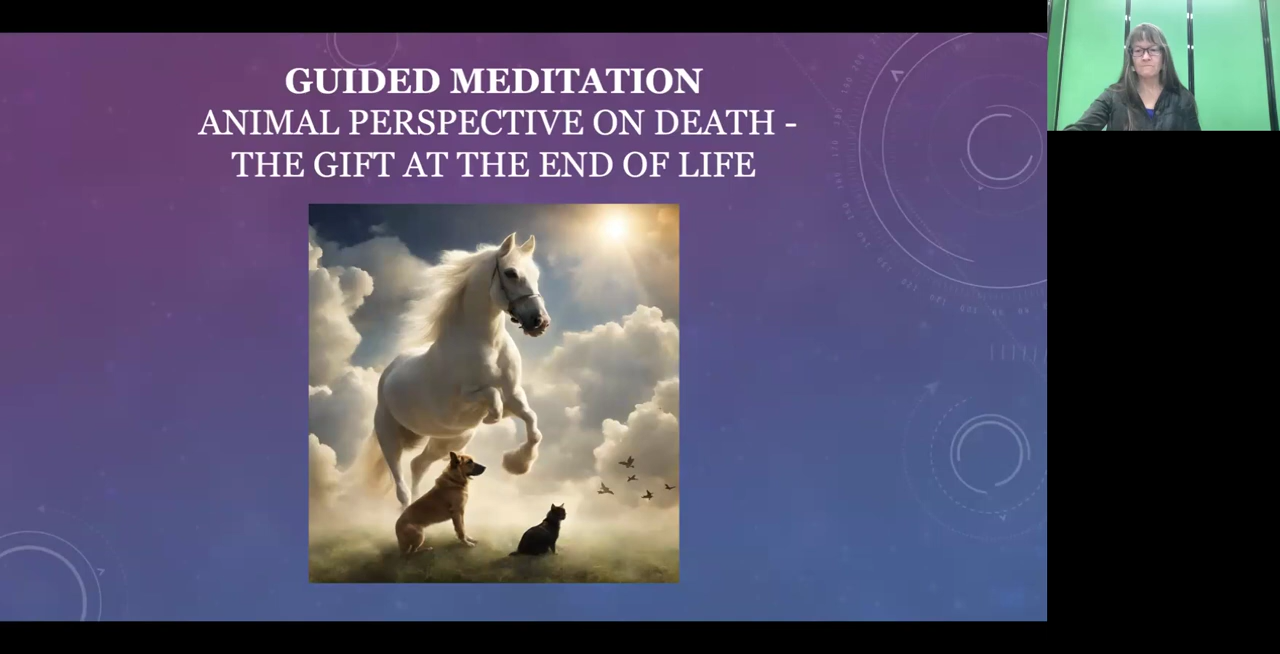 GUIDED MEDITATION
ANIMAL PERSPECTIVE ON DEATH -
THE GIFT AT THE END OF LIFE